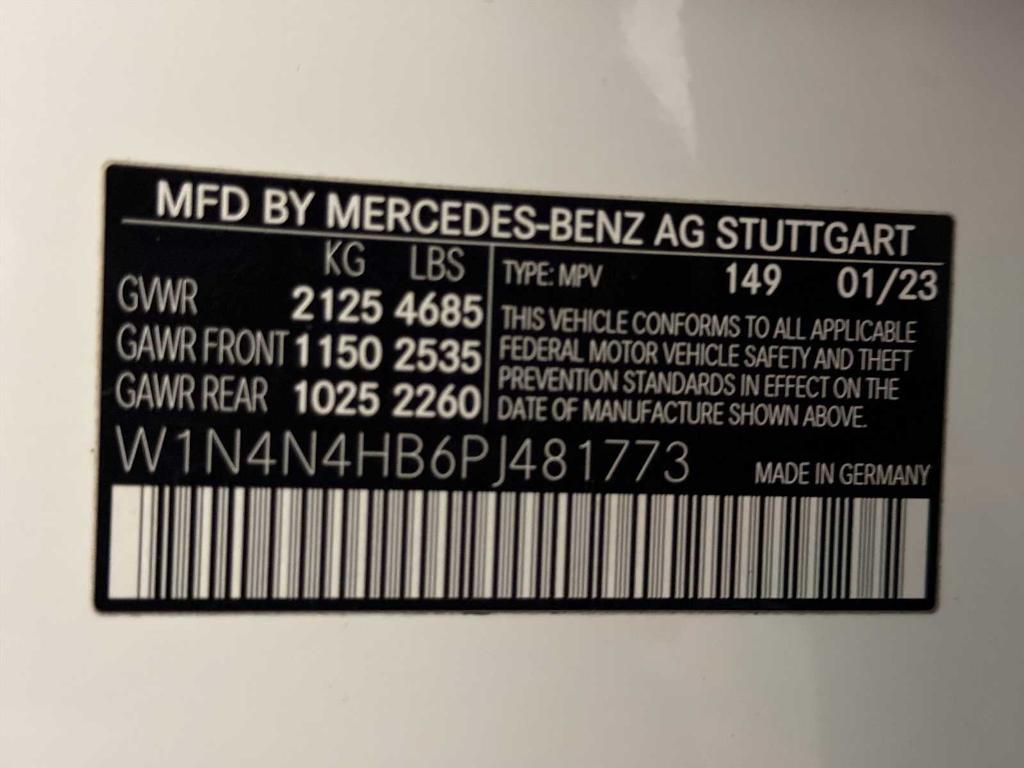 MFD BY MERCEDES-BENZ AG STUTTGART
KG LBS
GVWR 2125 4685
GAWR FRONT 1150 2535
GAWR REAR 1025 2260
TYPE: MPV 149 01/23
THIS VEHICLE CONFORMS TO ALL APPLICABLE
FEDERAL MOTOR VEHICLE SAFETY AND THEFT
PREVENTION STANDARDS IN EFFECT ON THE
DATE OF MANUFACTURE SHOWN ABOVE.
W1N4N4HB6PJ481773
MADE IN GERMANY